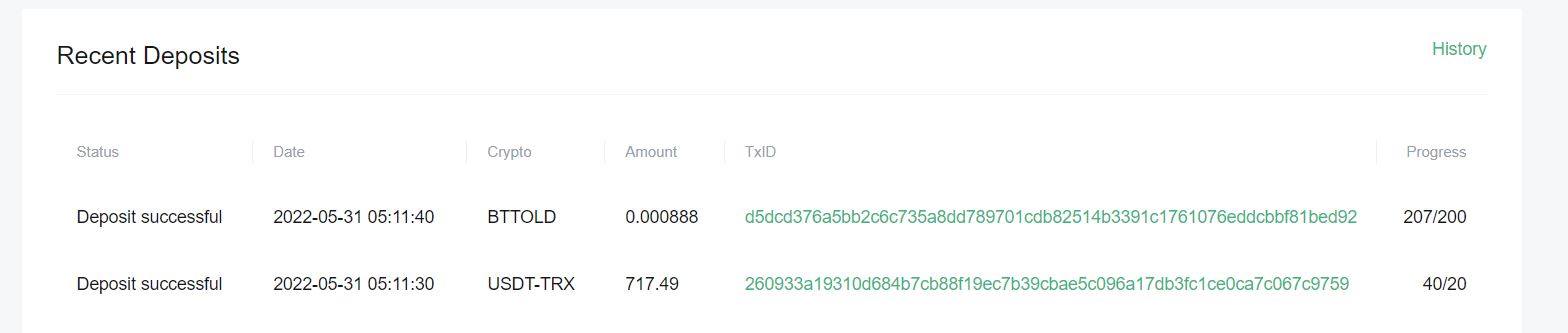 Recent Deposits
History
Status Date Crypto Amount TxID Progress
Deposit successful 2022-05-31 05:11:40 BTTOLD 0.000888 d5dcd376a5bb2c6c735a8dd789701cdb82514b3391c1761076eddcbbf81bed92 207/200
Deposit successful 2022-05-31 05:11:30 USDT-TRX 717.49 260933a19310d684b7cb88f19ec7b39cbae5c096a17db3fc1ce0ca7c067c9759 40/20